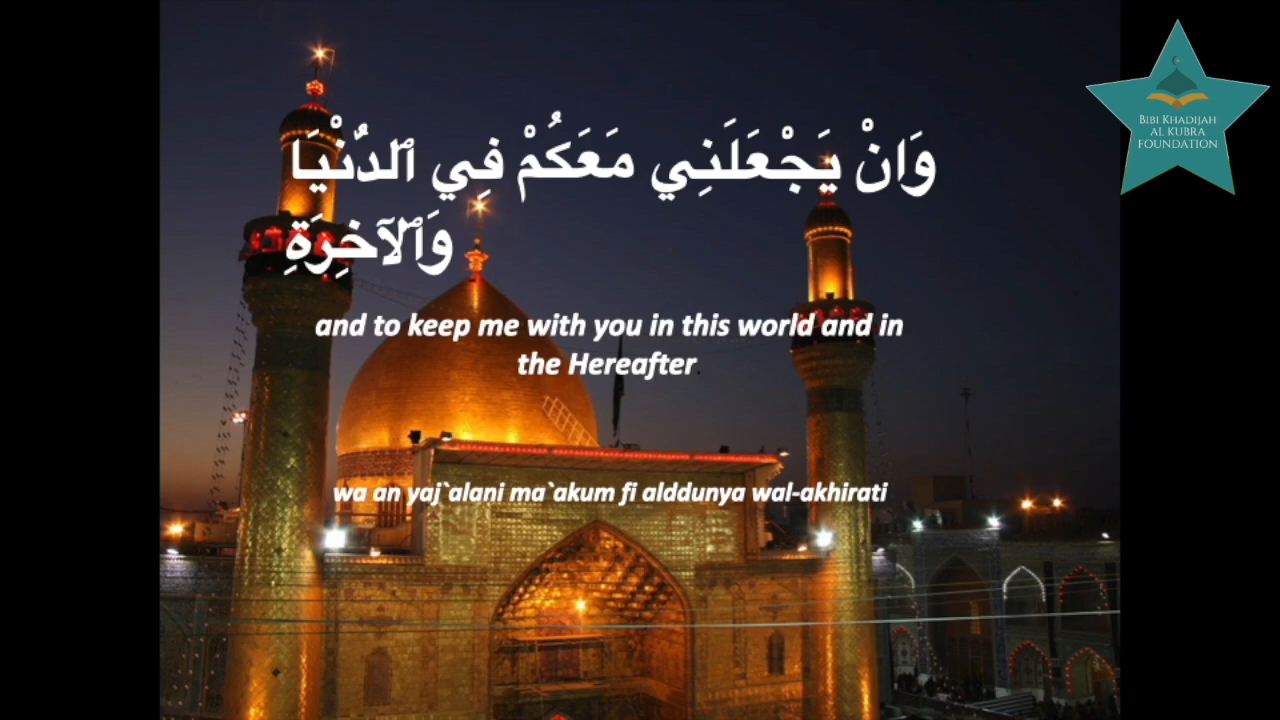 وَانْ يَجْعَلَنِي مَعَكُمْ فِي ٱلدُّنْيَا
وَٱلآخِرَةِ
and to keep me with you in this world and in
the Hereafter.
wa an yaj`alani ma`akum fi alddunya wal-akhirati
BIBI KHADIJAH
AL KUBRA
FOUNDATION